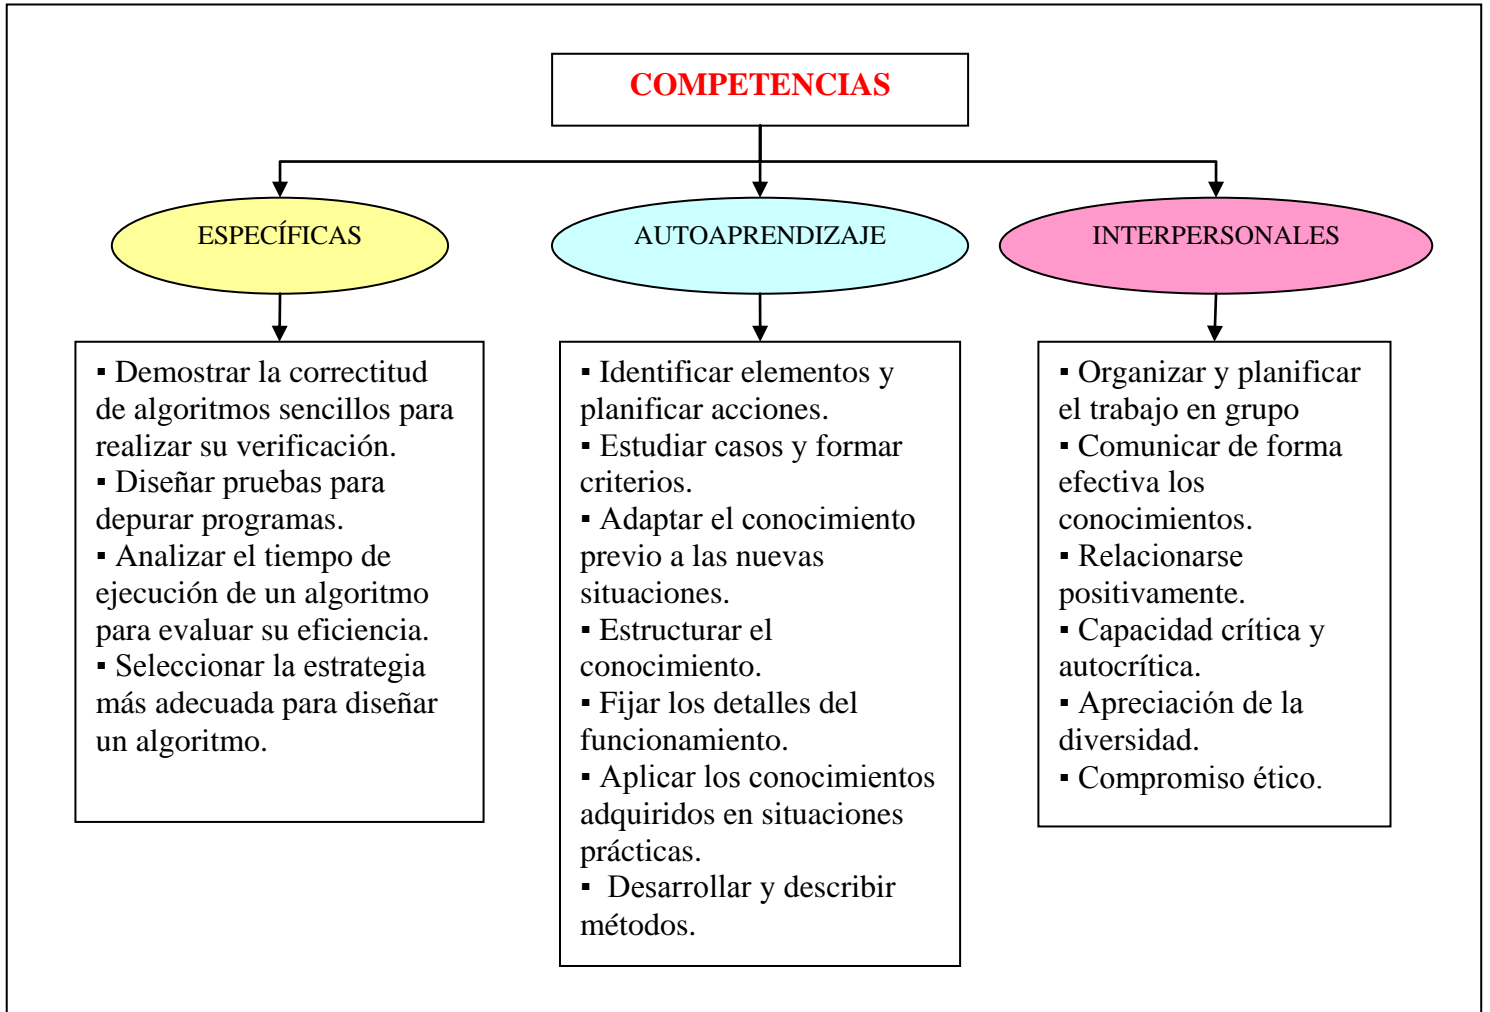 COMPETENCIAS
ESPECÍFICAS
AUTOAPRENDIZAJE
INTERPERSONALES
▪ Demostrar la correctitud
de algoritmos sencillos para
realizar su verificación.
▪ Diseñar pruebas para
depurar programas.
▪ Analizar el tiempo de
ejecución de un algoritmo
para evaluar su eficiencia.
▪ Seleccionar la estrategia
más adecuada para diseñar
un algoritmo.
▪ Identificar elementos y
planificar acciones.
▪ Estudiar casos y formar
criterios.
▪ Adaptar el conocimiento
previo a las nuevas
situaciones.
▪ Estructurar el
conocimiento.
▪ Fijar los detalles del
funcionamiento.
▪ Aplicar los conocimientos
adquiridos en situaciones
prácticas.
▪ Desarrollar y describir
métodos.
▪ Organizar y planificar
el trabajo en grupo
▪ Comunicar de forma
efectiva los
conocimientos.
▪ Relacionarse
positivamente.
▪ Capacidad crítica y
autocrítica.
▪ Apreciación de la
diversidad.
▪ Compromiso ético.